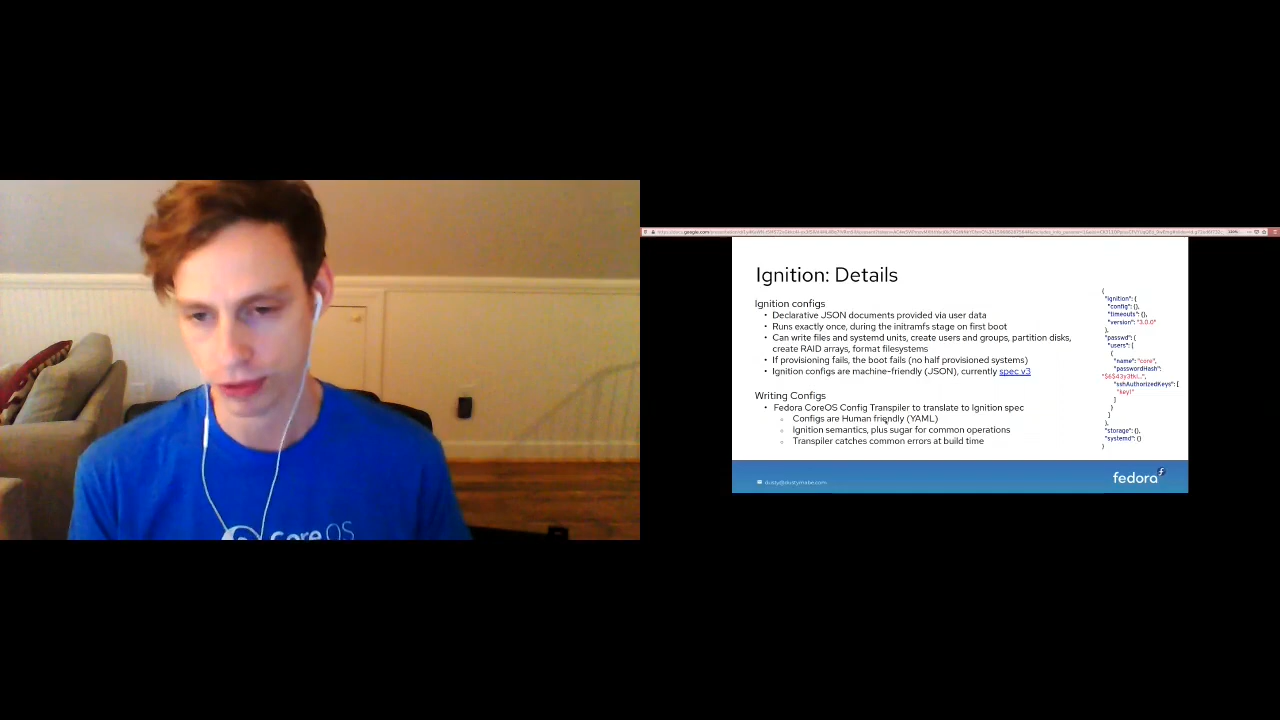 Core OS
Ignition: Details
Ignition configs
• Declarative JSON documents provided via user data
• Runs exactly once, during the initramfs stage on first boot
• Can write files and systemd units, create users and groups, partition disks,
create RAID arrays, format filesystems
• If provisioning fails, the boot fails (no half provisioned systems)
• Ignition configs are machine-friendly (JSON), currently spec v3
Writing Configs
• Fedora CoreOS Config Transpiler to translate to Ignition spec
○ Configs are Human friendly (YAML)
○ Ignition semantics, plus sugar for common operations
○ Transpiler catches common errors at build time
{
"ignition": {
"config": {},
"timeouts": {},
"version": "3.0.0"
},
"passwd": {
"users": [
{
"name": "core",
"passwordHash":
"sshAuthorizedKeys": [
"key1"
]
}
]
},
"storage": {},
"systemd": {}
}
dusty@dustymabe.com
fedora